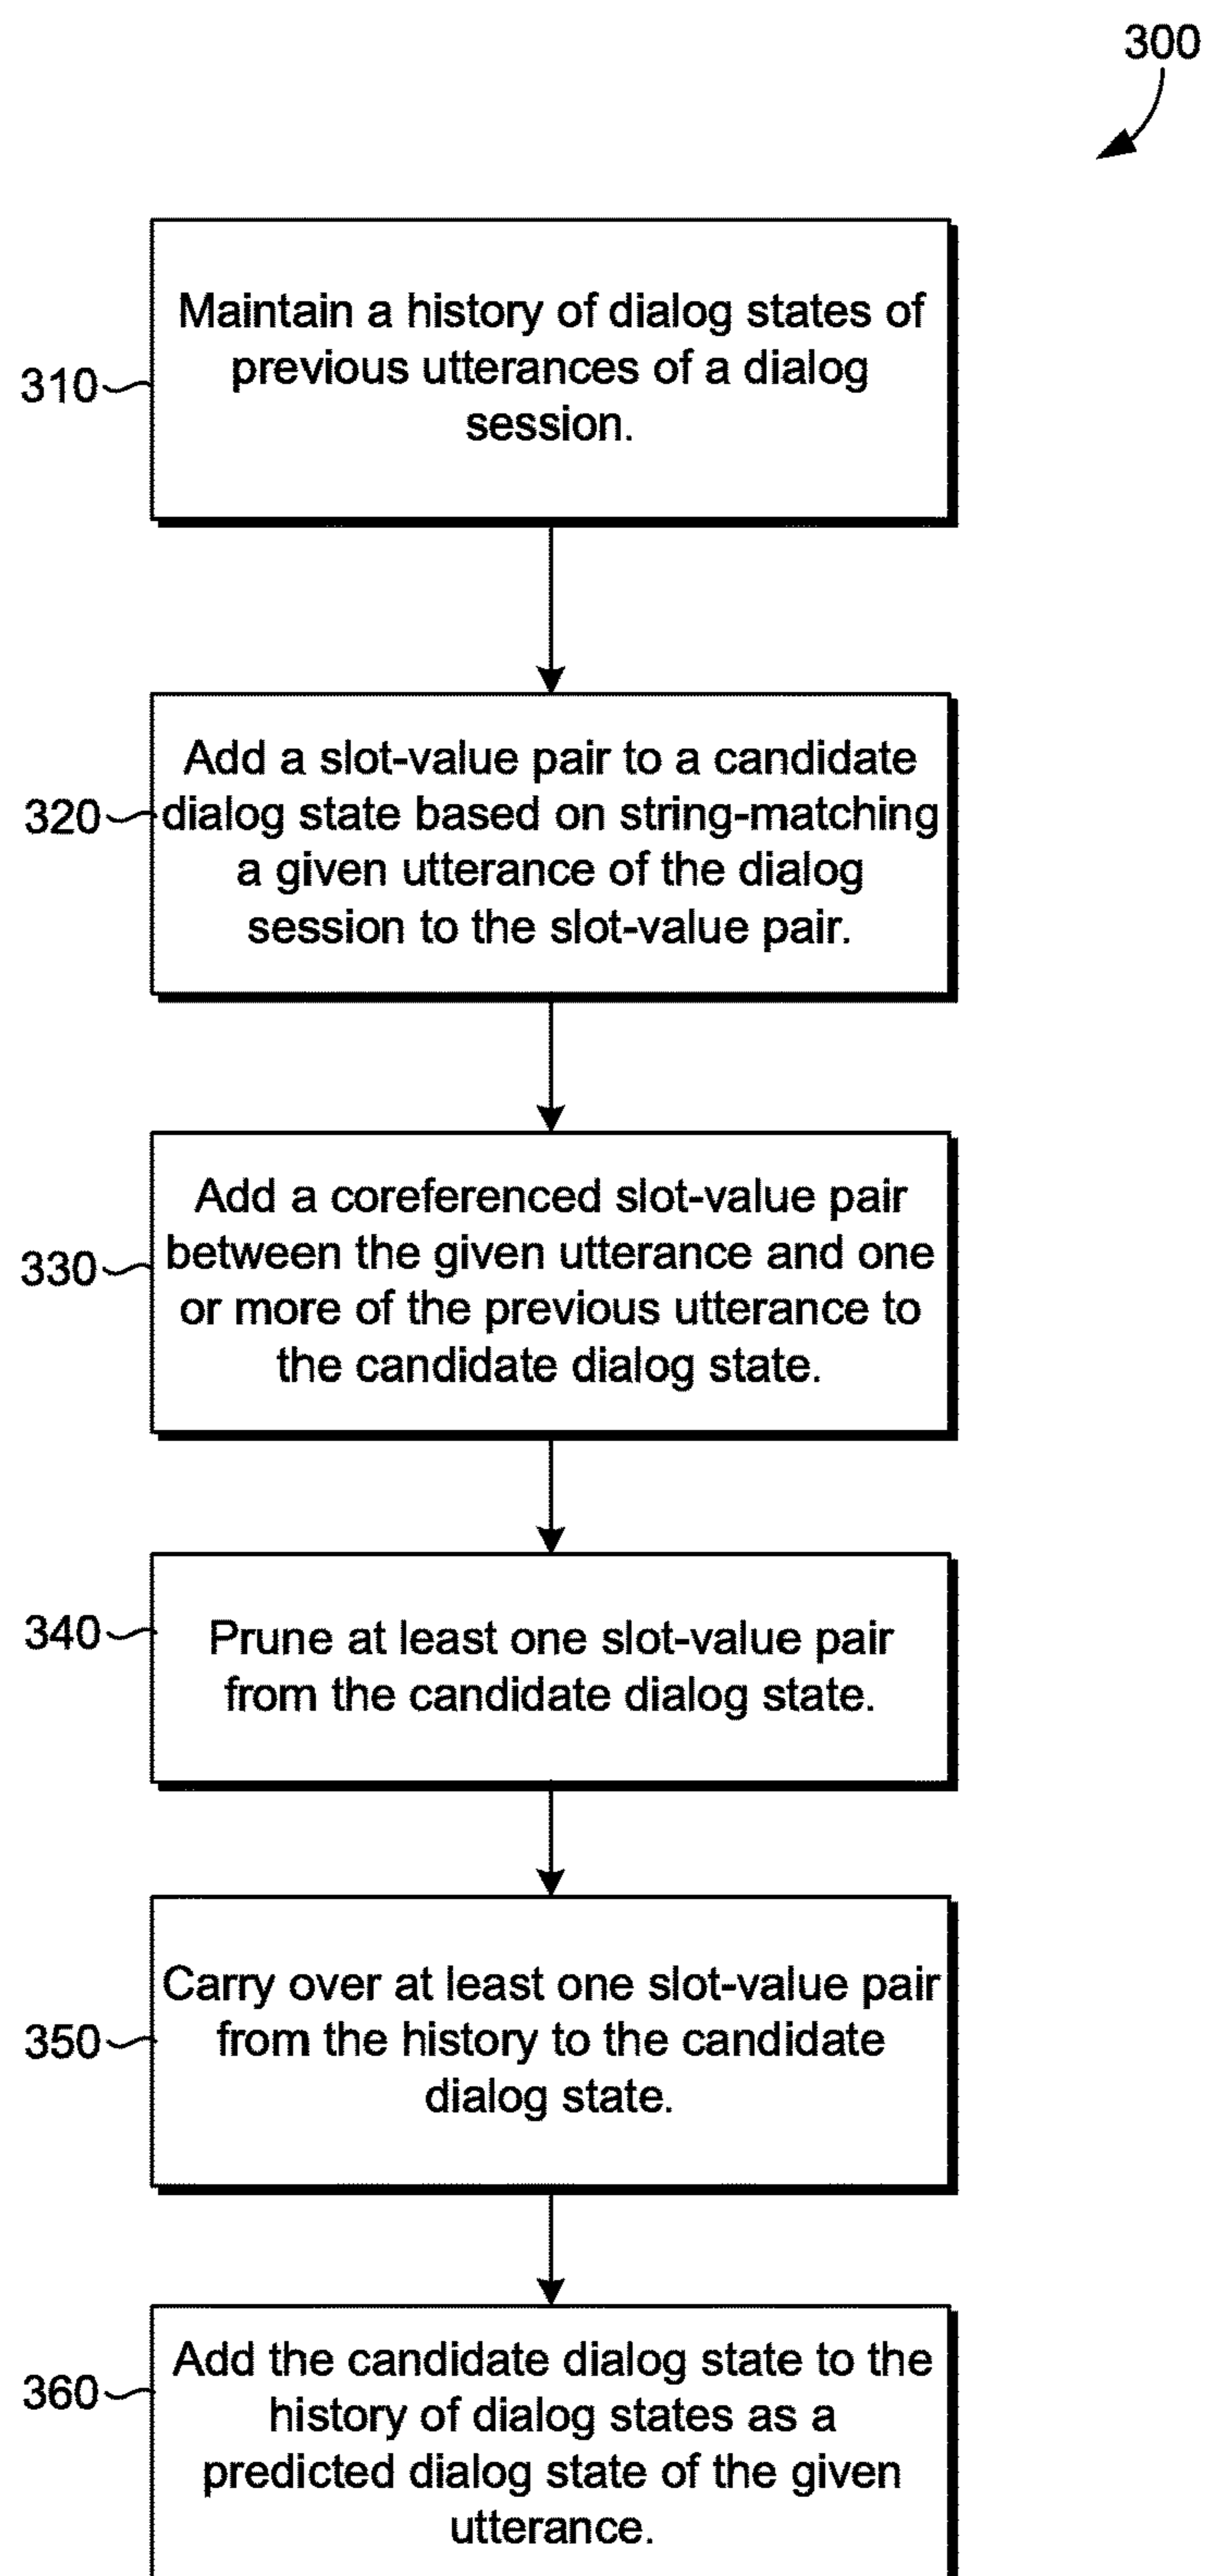 300
310
Maintain a history of dialog states of
previous utterances of a dialog
session.
320
Add a slot-value pair to a candidate
dialog state based on string-matching
a given utterance of the dialog
session to the slot-value pair.
330
Add a coreferenced slot-value pair
between the given utterance and one
or more of the previous utterance to
the candidate dialog state.
340
Prune at least one slot-value pair
from the candidate dialog state.
350
Carry over at least one slot-value pair
from the history to the candidate
dialog state.
360
Add the candidate dialog state to the
history of dialog states as a
predicted dialog state of the given
utterance.